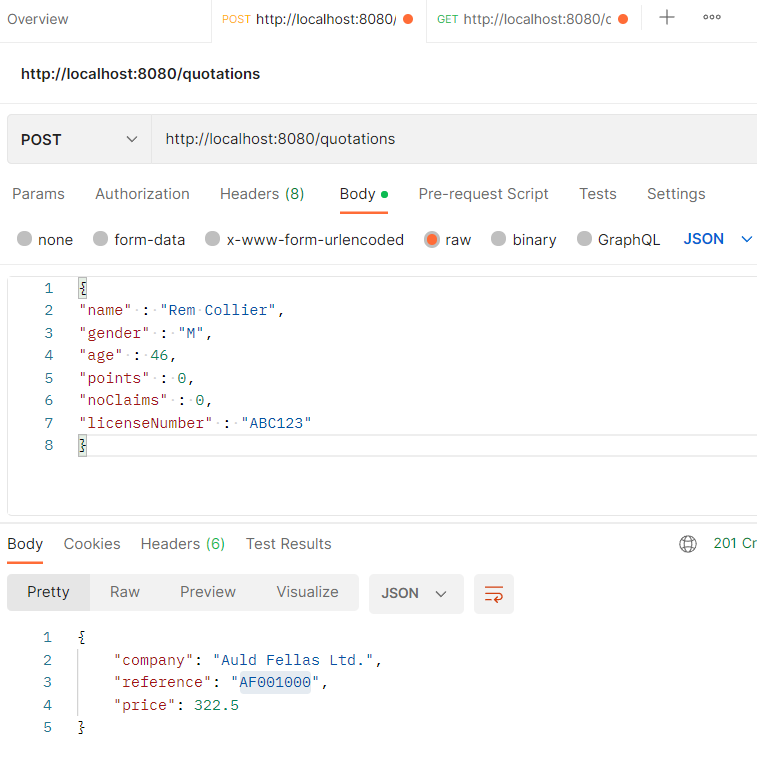 Overview
POST http://localhost:8080/
GET http://localhost:8080/c
http://localhost:8080/quotations
POST
http://localhost:8080/quotations
Params Authorization Headers (8) Body Pre-request Script Tests Settings
none form-data x-www-form-urlencoded raw binary GraphQL JSON
1 {
2 "name" : "Rem Collier",
3 "gender" : "M",
4 "age" : 46,
5 "points" : 0,
6 "noClaims" : 0,
7 "licenseNumber" : "ABC123"
8 }
Body Cookies Headers (6) Test Results 201 Cr
Pretty Raw Preview Visualize JSON
1 {
2 "company": "Auld Fellas Ltd.",
3 "reference": "AF001000",
4 "price": 322.5
5 }